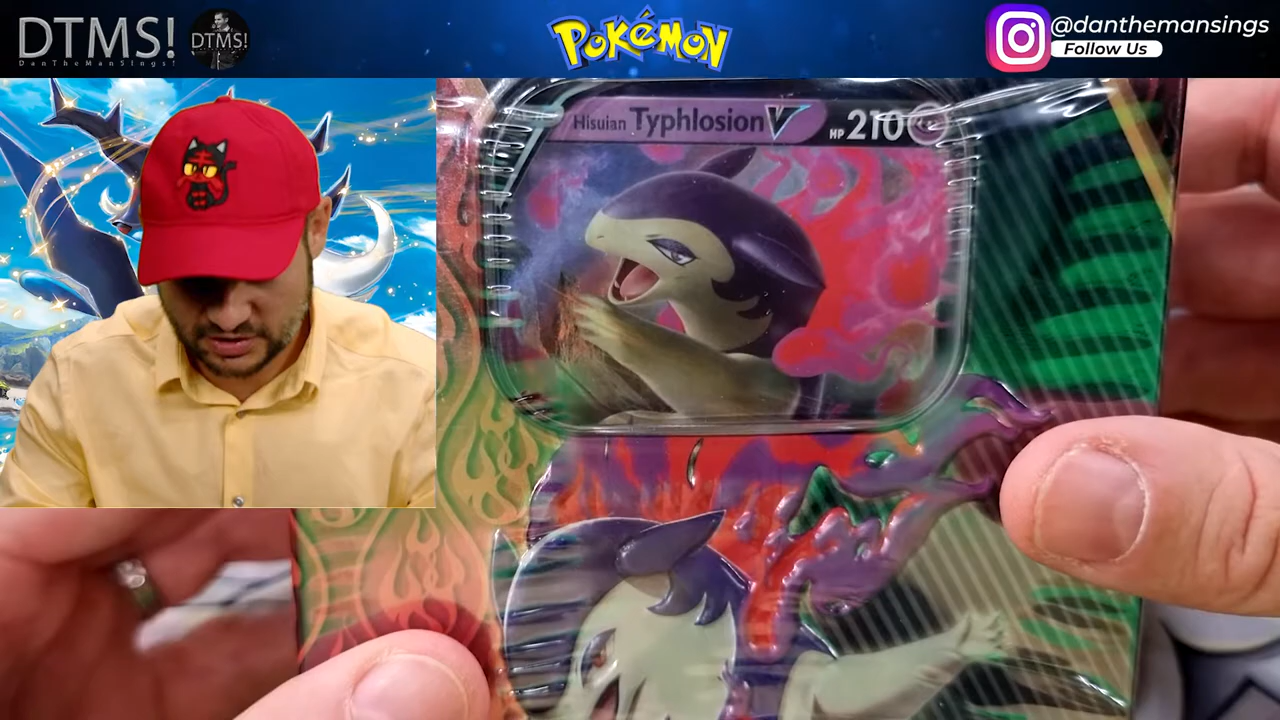 DTMS!
DanTheManSings!
DTMS!
POKéMON
@danthemansings
Follow Us
Hisuian Typhlosion V HP 210